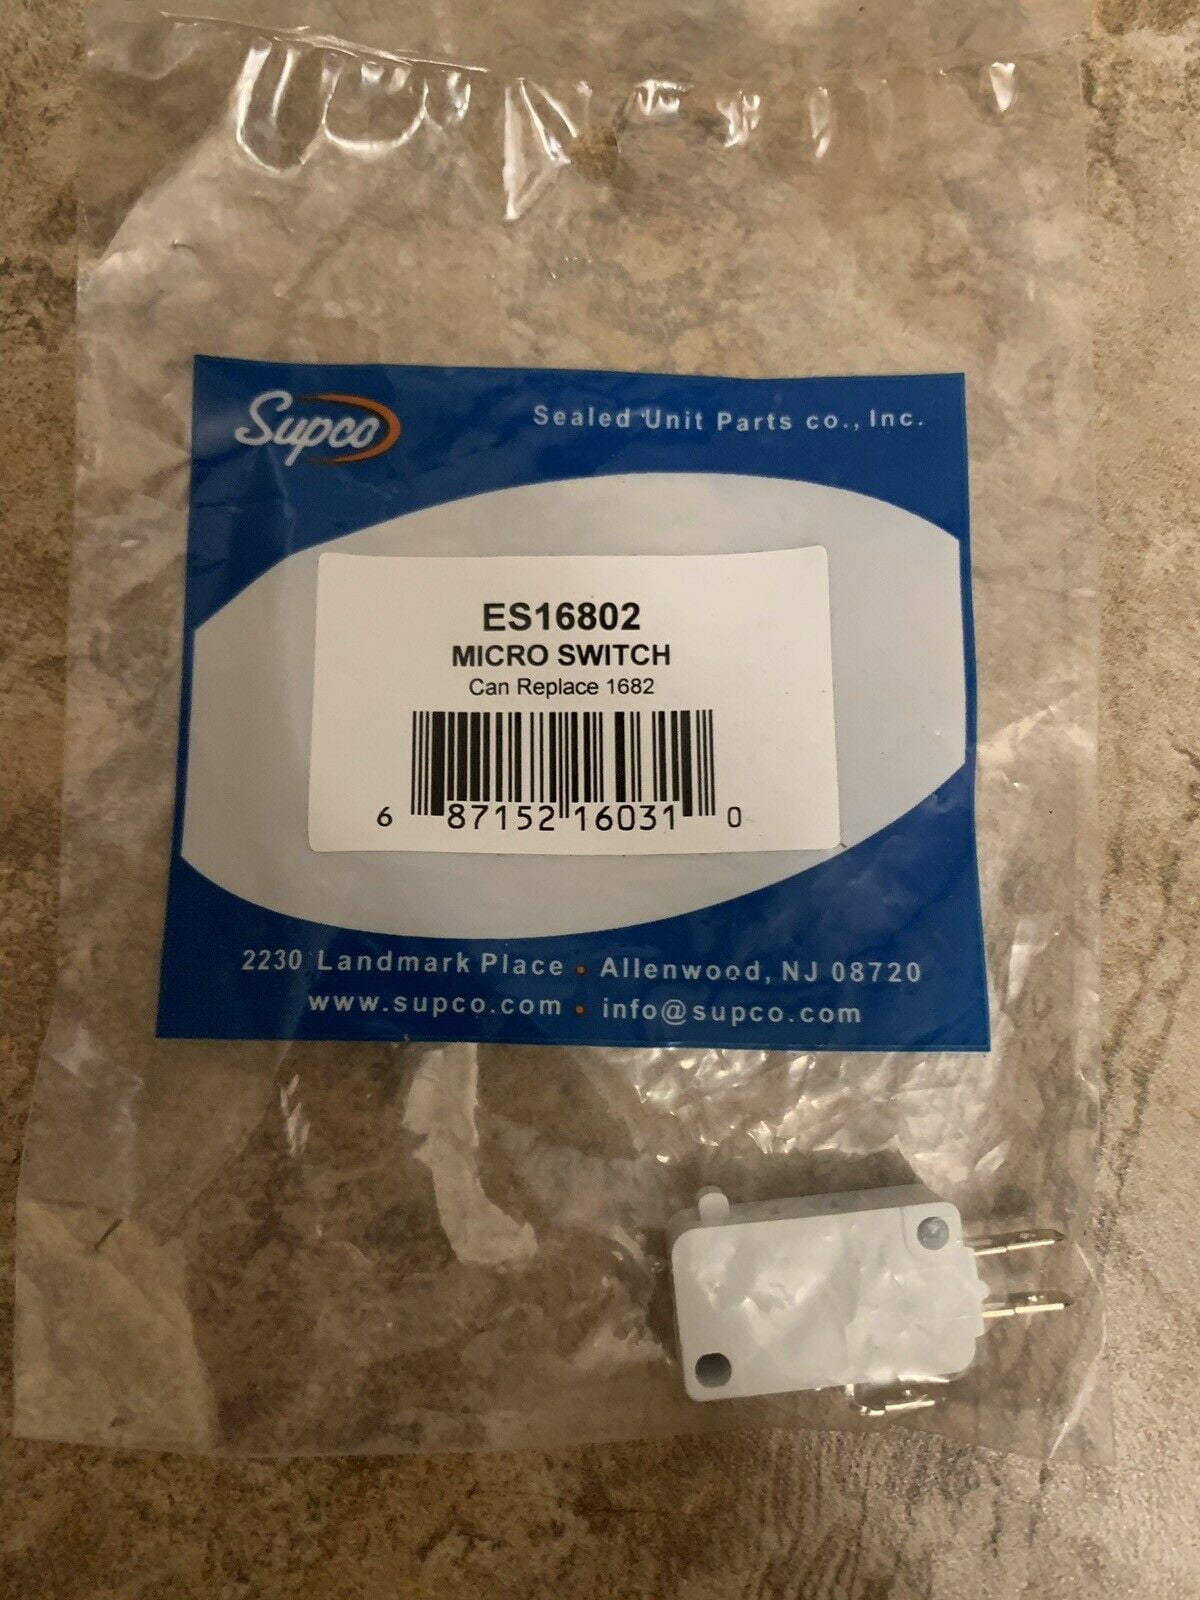 Supco
Sealed Unit Parts co., Inc.
ES16802
MICRO SWITCH
Can Replace 1682
6 87152 16031 0
2230 Landmark Place • Allenwood, NJ 08720
www.supco.com • info@supco.com